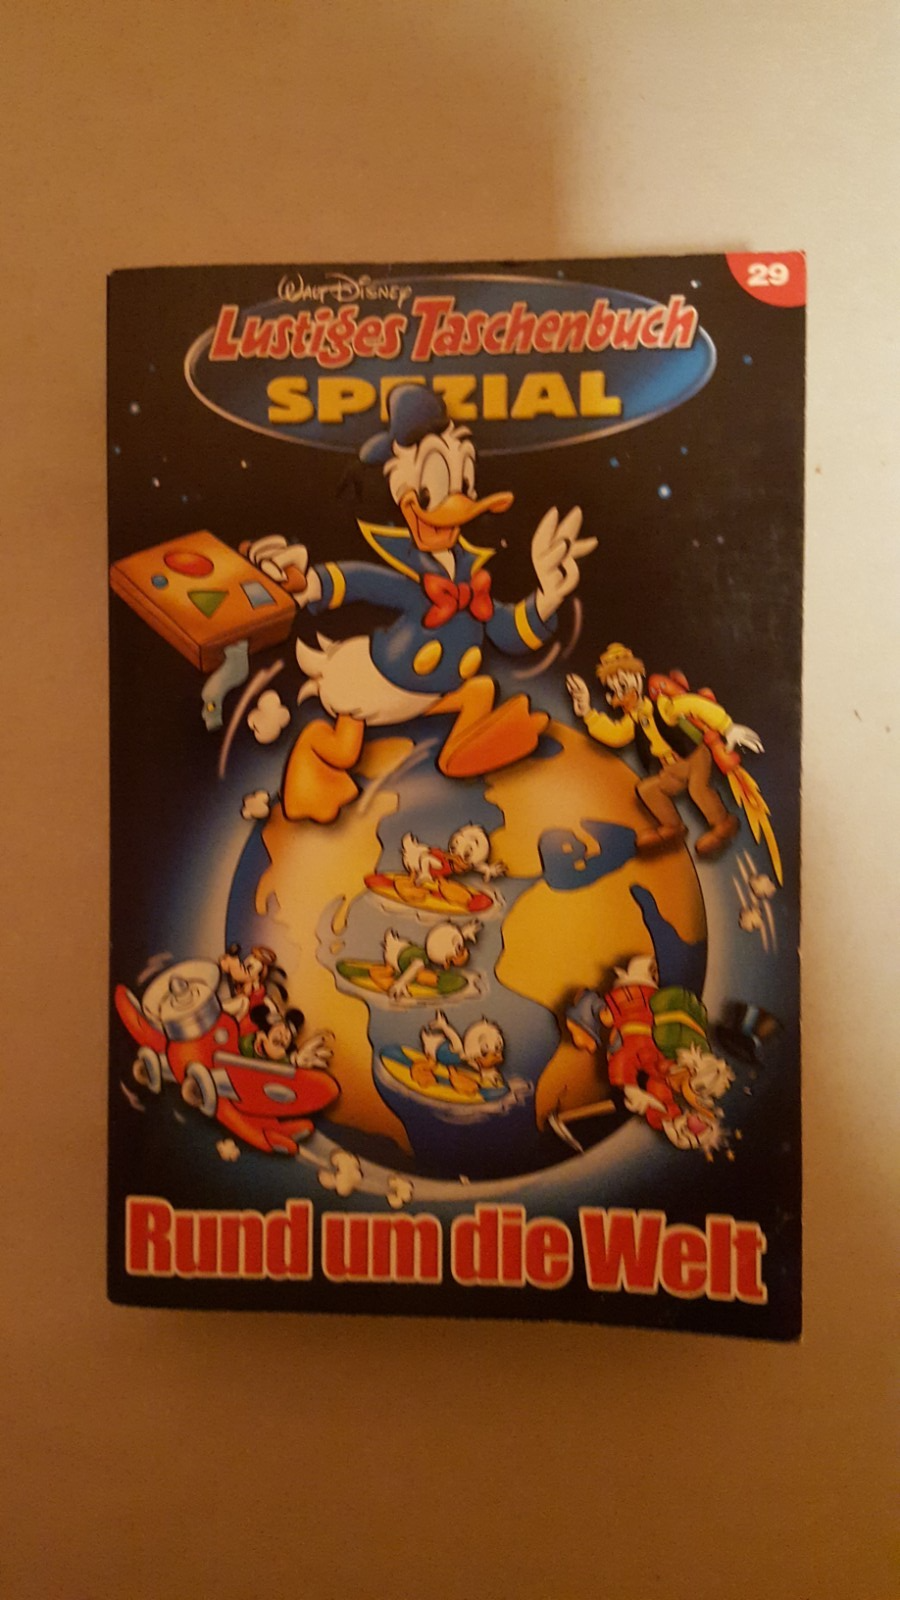 29
Walt Disney
Lustiges Taschenbuch
SPEZIAL
Rund um die Welt